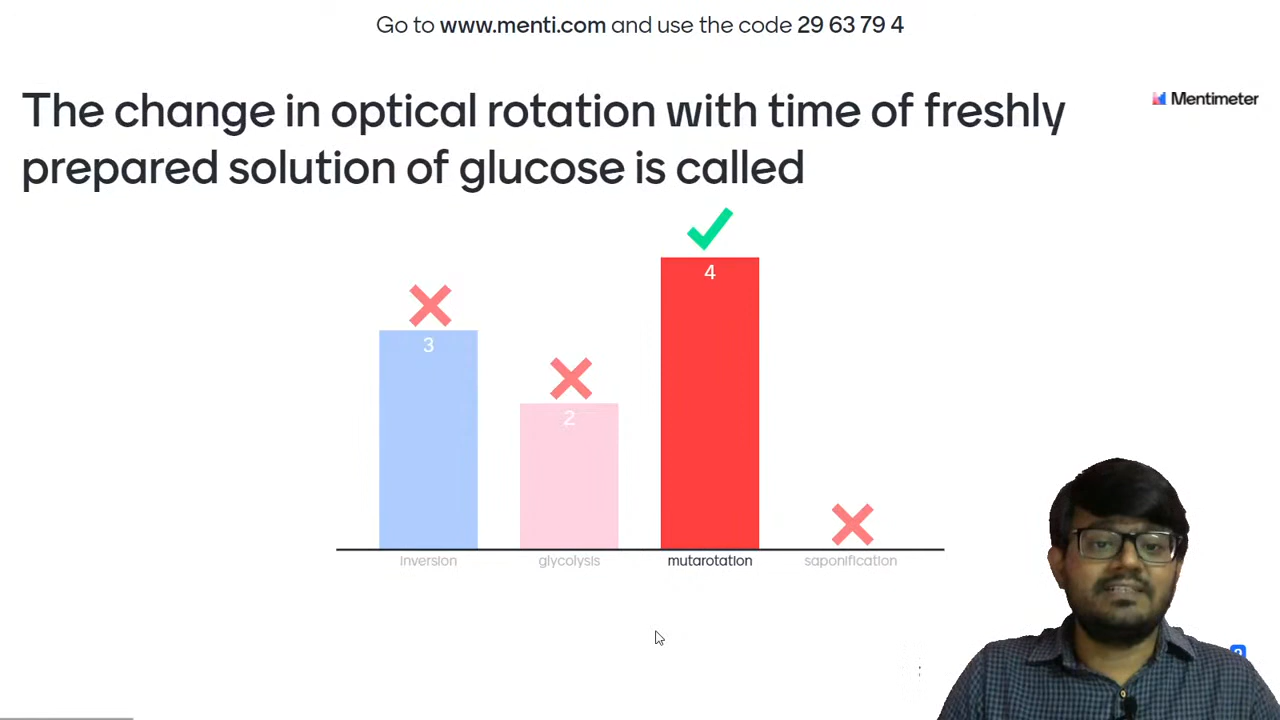 Go to www.menti.com and use the code 29 63 79 4
The change in optical rotation with time of freshly
prepared solution of glucose is called
Mentimeter
3
2
4
inversion
glycolysis
mutarotation
saponification